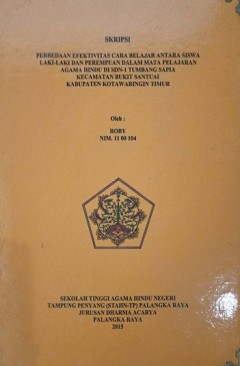 SKRIPSI
PERBEDAAN EFEKTIVITAS CARA BELAJAR ANTARA SISWA
LAKI-LAKI DAN PEREMPUAN DALAM MATA PELAJARAN
AGAMA HINDU DI SDN-1 TUMBANG SAPIA
KECAMATAN BUKIT SANTUAI
KABUPATEN KOTAWARINGIN TIMUR
Oleh :
ROBY
NIM. 11 00 104
SEKOLAH TINGGI AGAMA HINDU NEGERI
TAMPUNG PENYANG (STAHN-TP) PALANGKA RAYA
JURUSAN DHARMA ACARYA
PALANGKA RAYA
2015